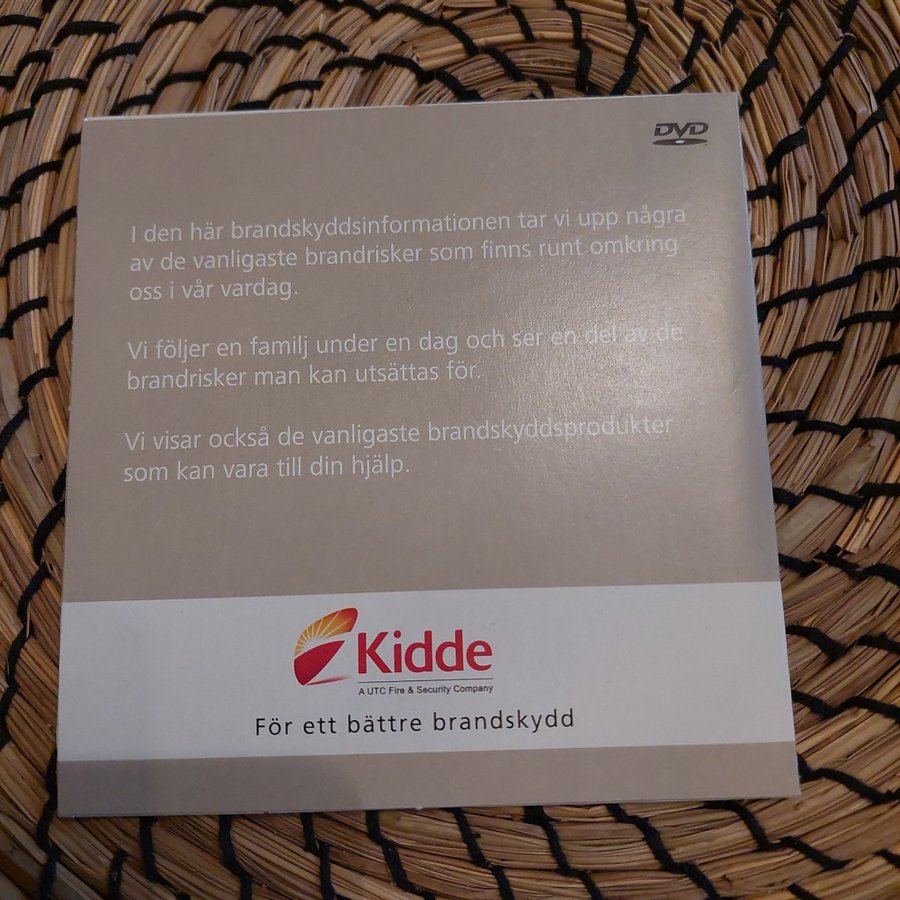 DVD
I den här brandskyddsinformationen tar vi upp några
av de vanligaste brandrisker som finns runt omkring
oss i vår vardag.
Vi följer en familj under en dag och ser en del av de
brandrisker man kan utsättas för.
Vi visar också de vanligaste brandskyddsprodukter
som kan vara till din hjälp.
Kidde
A UTC Fire & Security Company
För ett bättre brandskydd